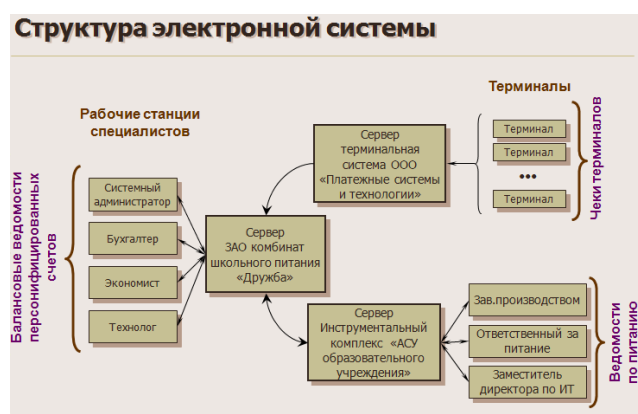 Структура электронной системы
Терминалы
Рабочие станции
специалистов
Балансовые ведомости
персонифицированных
счетов
Системный
администратор
Бухгалтер
Экономист
Технолог
Сервер
терминальная
система ООО
«Платежные системы
и технологии»
Терминал
Терминал
•••
Терминал
Чеки терминалов
Сервер
ЗАО комбинат
школьного питания
«Дружба»
Сервер
Инструментальный
комплекс «АСУ
образовательного
учреждения»
Зав.производством
Ответственный за
питание
Заместитель
директора по ИТ
Ведомости
по питанию